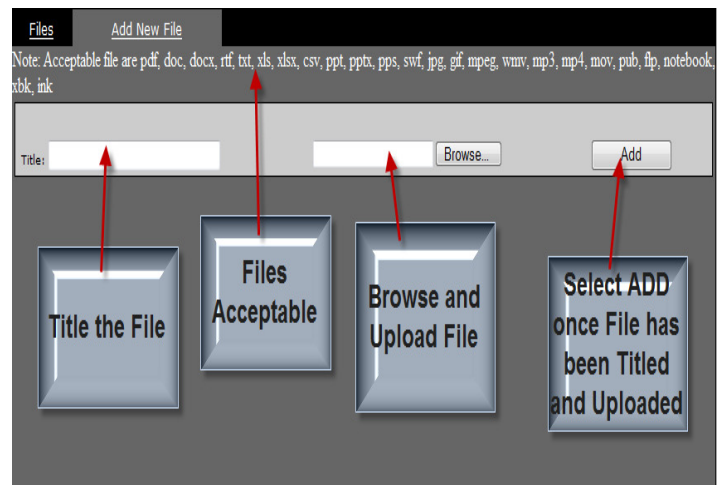 Files Add New File
Note: Acceptable file are pdf, doc, docx, rtf, txt, xls, xlsx, csv, ppt, pptx, pps, swf, jpg, gif, mpeg, wmv, mp3, mp4, mov, pub, flp, notebook,
xbk, ink
Title: Browse... Add
Title the File
Files
Acceptable
Browse and
Upload File
Select ADD
once File has
been Titled
and Uploaded